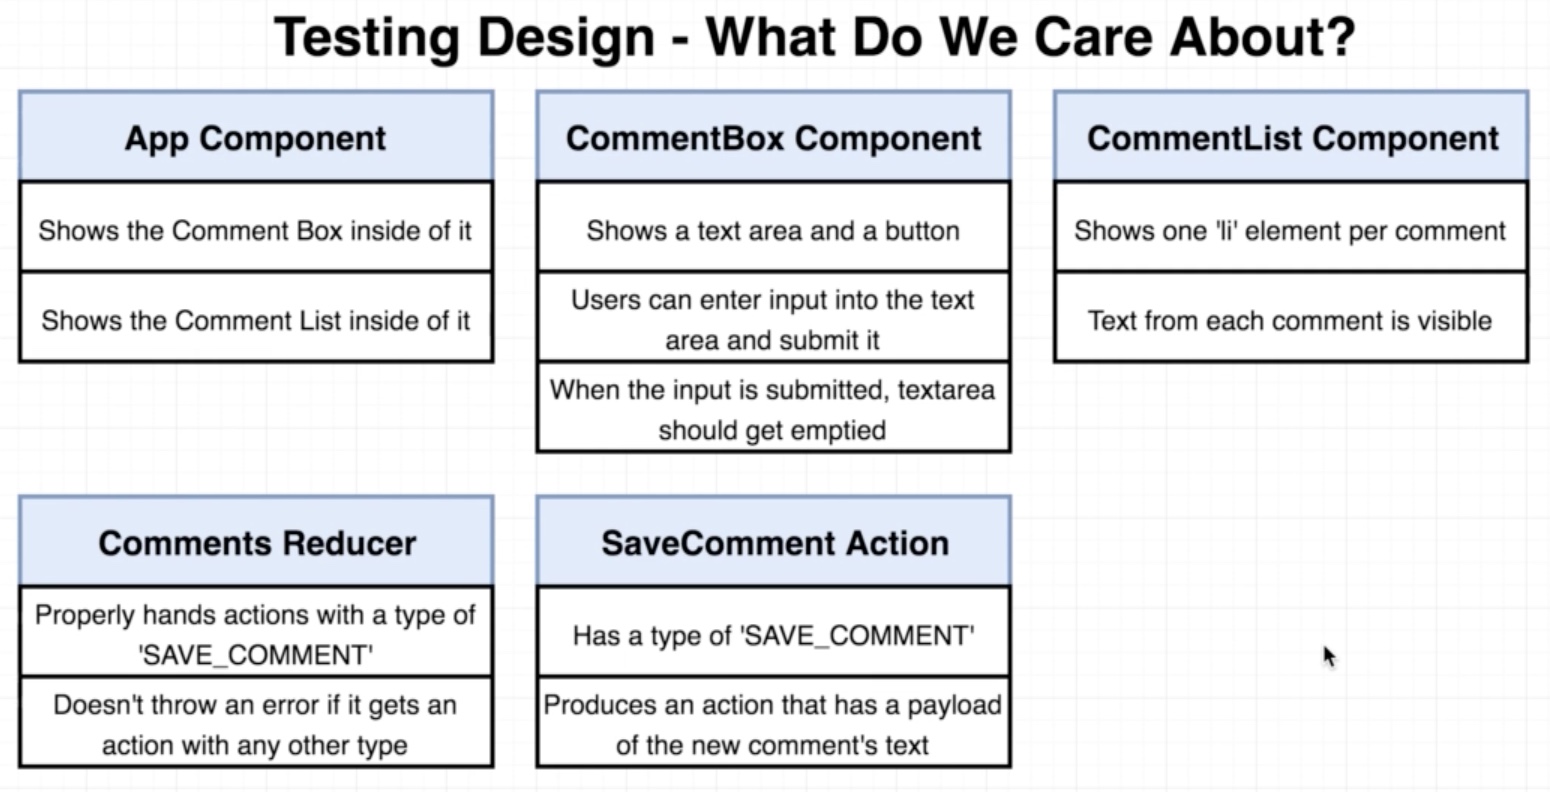 Testing Design - What Do We Care About?
App Component
Shows the Comment Box inside of it
Shows the Comment List inside of it
CommentBox Component
Shows a text area and a button
Users can enter input into the text
area and submit it
When the input is submitted, textarea
should get emptied
CommentList Component
Shows one 'li' element per comment
Text from each comment is visible
Comments Reducer
Properly hands actions with a type of
'SAVE_COMMENT'
Doesn't throw an error if it gets an
action with any other type
SaveComment Action
Has a type of 'SAVE_COMMENT'
Produces an action that has a payload
of the new comment's text